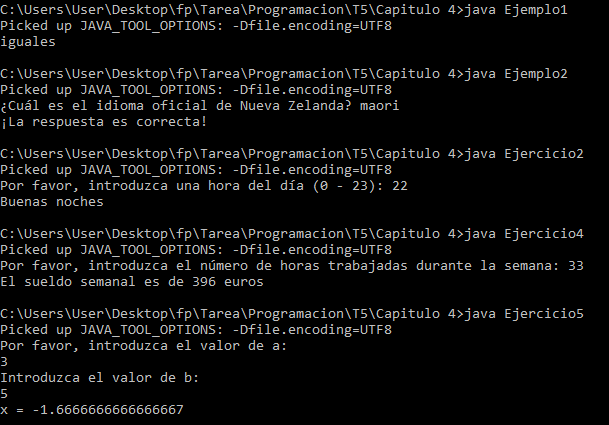 C:\Users\User\Desktop\fp\Tarea\Programacion\T5\Capitulo 4>java Ejemplo1
Picked up JAVA_TOOL_OPTIONS: -Dfile.encoding=UTF8
iguales
C:\Users\User\Desktop\fp\Tarea\Programacion\T5\Capitulo 4>java Ejemplo2
Picked up JAVA_TOOL_OPTIONS: -Dfile.encoding=UTF8
¿Cuál es el idioma oficial de Nueva Zelanda? maori
¡La respuesta es correcta!
C:\Users\User\Desktop\fp\Tarea\Programacion\T5\Capitulo 4>java Ejercicio2
Picked up JAVA_TOOL_OPTIONS: -Dfile.encoding=UTF8
Por favor, introduzca una hora del día (0 - 23): 22
Buenas noches
C:\Users\User\Desktop\fp\Tarea\Programacion\T5\Capitulo 4>java Ejercicio4
Picked up JAVA_TOOL_OPTIONS: -Dfile.encoding=UTF8
Por favor, introduzca el número de horas trabajadas durante la semana: 33
El sueldo semanal es de 396 euros
C:\Users\User\Desktop\fp\Tarea\Programacion\T5\Capitulo 4>java Ejercicio5
Picked up JAVA_TOOL_OPTIONS: -Dfile.encoding=UTF8
Por favor, introduzca el valor de a:
3
Introduzca el valor de b:
5
x = -1.6666666666666667